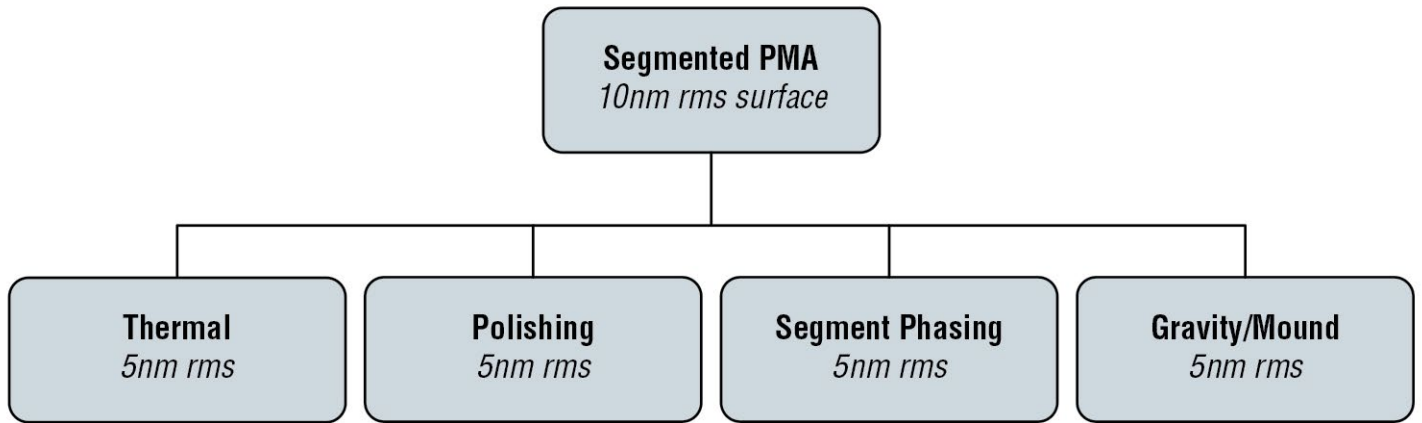 Segmented PMA
10nm rms surface
Thermal
5nm rms
Polishing
5nm rms
Segment Phasing
5nm rms
Gravity/Mound
5nm rms